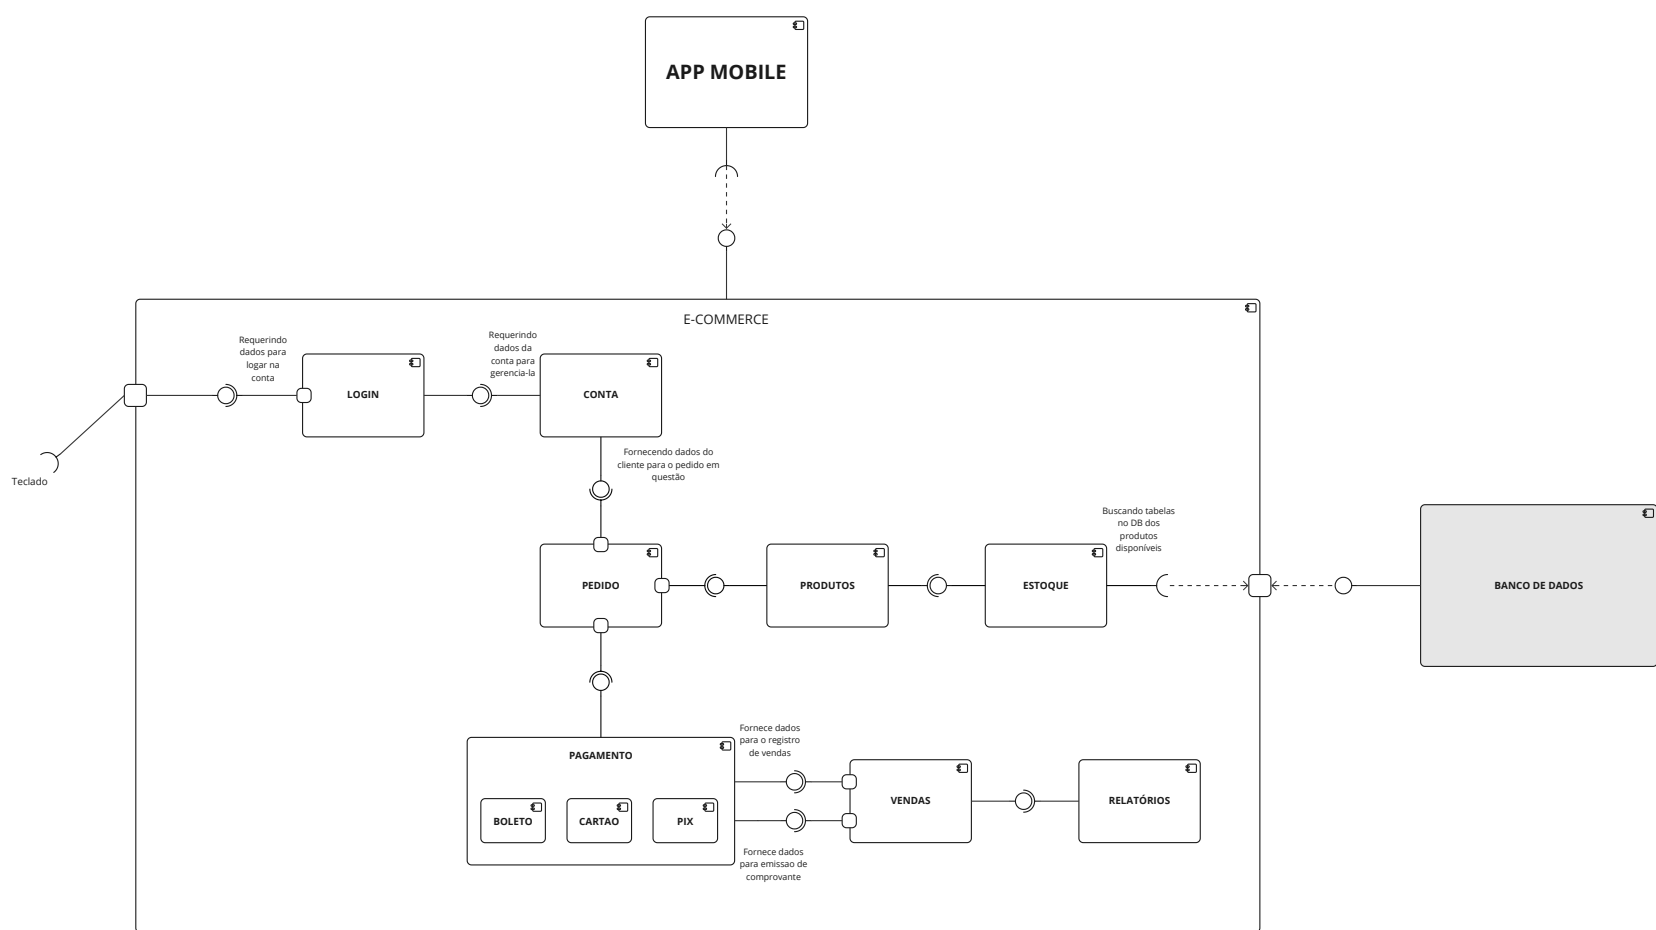 APP MOBILE
E-COMMERCE
Requerindo
dados para
logar na
conta
LOGIN
Requerindo
dados da
conta para
gerencia-la
CONTA
Teclado
Fornecendo dados do
cliente para o pedido em
questão
PEDIDO
PRODUTOS
ESTOQUE
Buscando tabelas
no DB dos
produtos
disponíveis
BANCO DE DADOS
PAGAMENTO
BOLETO
CARTAO
PIX
Fornece dados
para o registro
de vendas
Fornece dados
para emissao de
comprovante
VENDAS
RELATÓRIOS